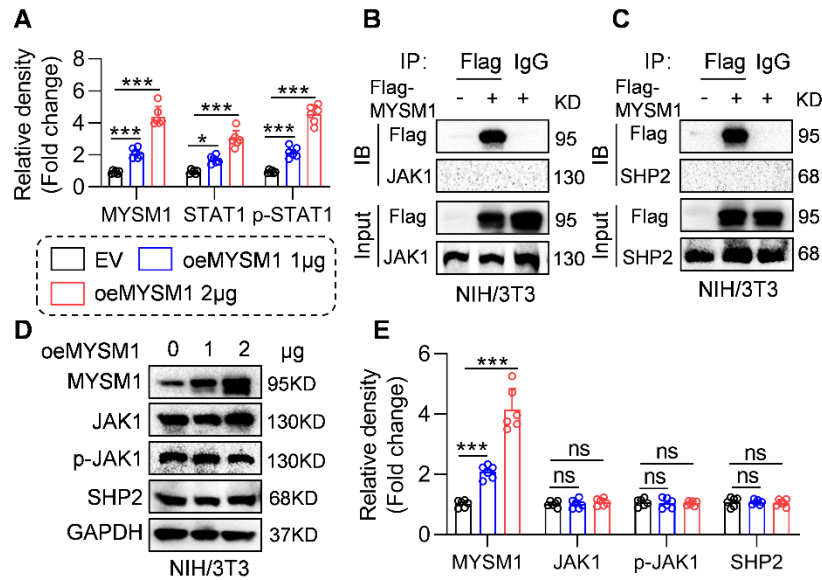 A
Relative density
(Fold change)
8
6
4
2
0
***
***
*
***
***
***
MYSM1 STAT1 p-STAT1
EV oeMYSM1 1μg
oeMYSM1 2μg
B
IP: Flag IgG
Flag-
MYSM1 - + + KD
IB
Flag 95
JAK1 130
Input
Flag 95
JAK1 130
NIH/3T3
C
IP: Flag IgG
Flag-
MYSM1 - + + KD
IB
Flag 95
SHP2 68
Input
Flag 95
SHP2 68
NIH/3T3
D
oeMYSM1 0 1 2 μg
MYSM1 95KD
JAK1 130KD
p-JAK1 130KD
SHP2 68KD
GAPDH 37KD
NIH/3T3
E
Relative density
(Fold change)
6
4
2
0
***
***
ns
ns
ns
ns
ns
ns
MYSM1 JAK1 p-JAK1 SHP2